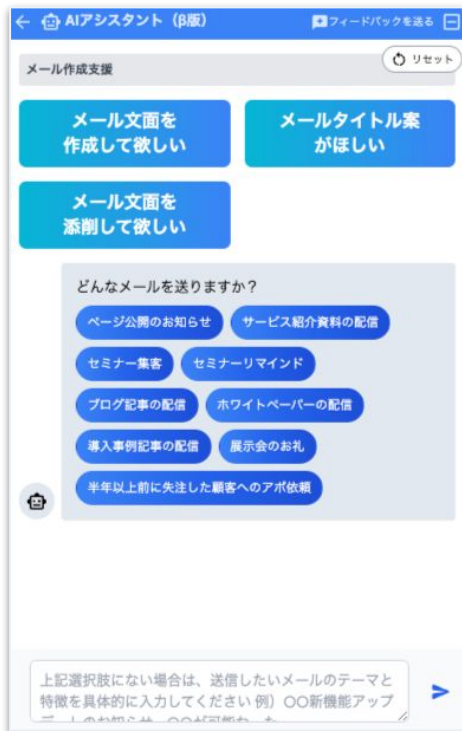 AIアシスタント（β版）
フィードバックを送る
リセット
メール作成支援
メール文面を
作成して欲しい
メールタイトル案
がほしい
メール文面を
添削して欲しい
どんなメールを送りますか？
ページ公開のお知らせ
サービス紹介資料の配信
セミナー集客
セミナーリマインド
ブログ記事の配信
ホワイトペーパーの配信
導入事例記事の配信
展示会のお礼
半年以上前に失注した顧客へのアポ依頼
上記選択肢にない場合は、送信したいメールのテーマと
特徴を具体的に入力してください 例）〇〇新機能アップ
デートのお知らせ